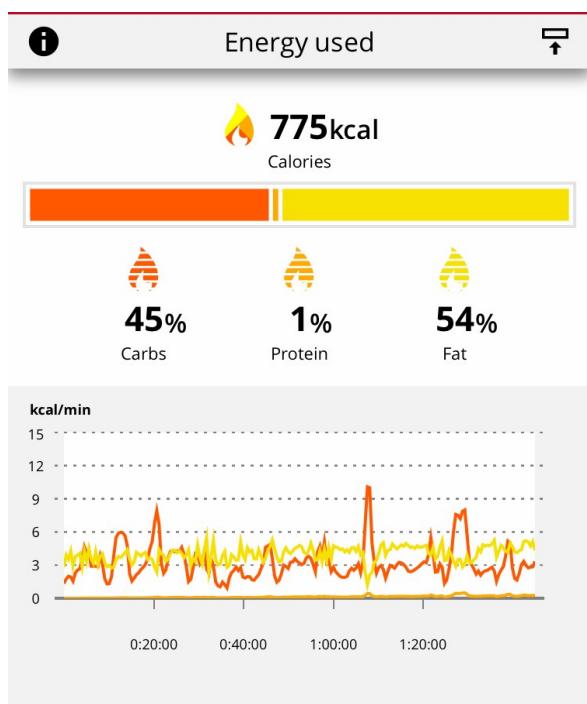 Energy used
775kcal
Calories
45% 1% 54%
Carbs Protein Fat
kcal/min
15
12
9
6
3
0
0:20:00 0:40:00 1:00:00 1:20:00